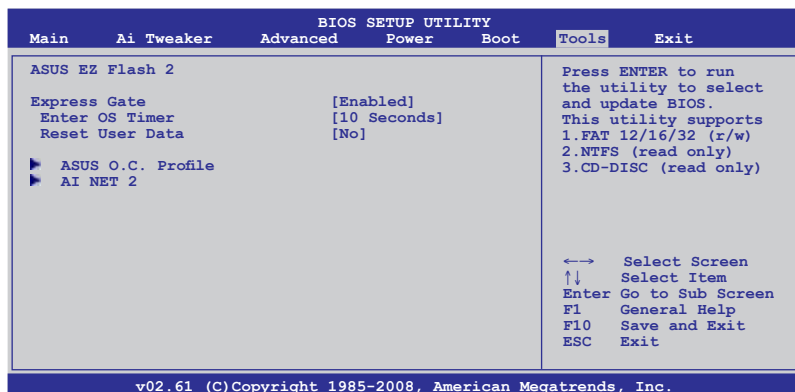 BIOS SETUP UTILITY
Main Ai Tweaker Advanced Power Boot Tools Exit
ASUS EZ Flash 2
Express Gate [Enabled]
Enter OS Timer [10 Seconds]
Reset User Data [No]
ASUS O.C. Profile
AI NET 2
Press ENTER to run
the utility to select
and update BIOS.
This utility supports
1.FAT 12/16/32 (r/w)
2.NTFS (read only)
3.CD-DISC (read only)
←→ Select Screen
↑↓ Select Item
Enter Go to Sub Screen
F1 General Help
F10 Save and Exit
ESC Exit
v02.61 (C)Copyright 1985-2008, American Megatrends, Inc.